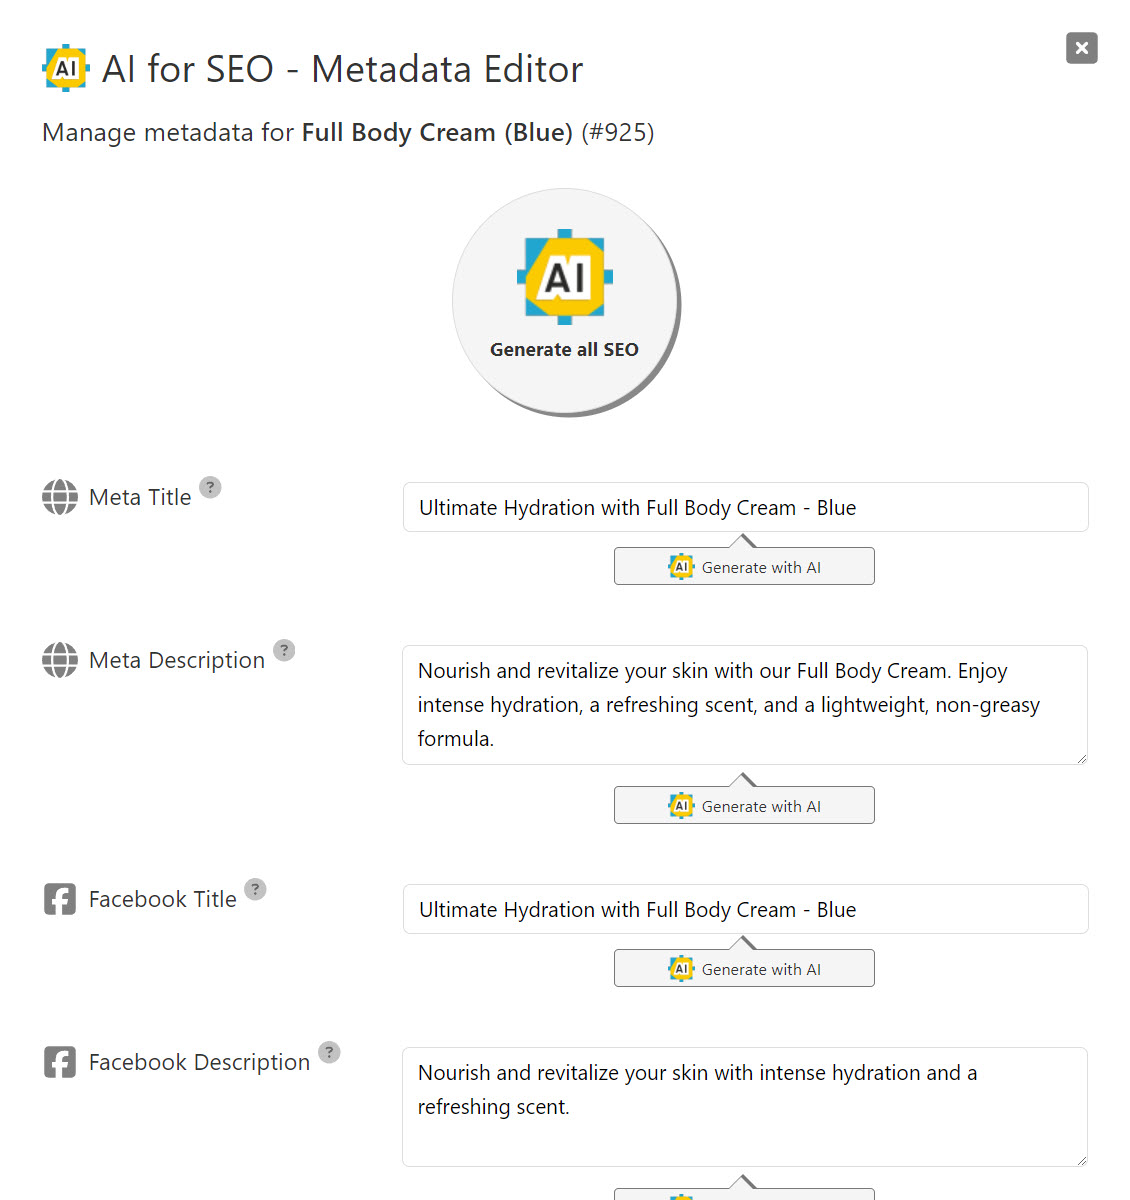 AI AI for SEO - Metadata Editor
Manage metadata for Full Body Cream (Blue) (#925)
AI
Generate all SEO
Meta Title ?
Ultimate Hydration with Full Body Cream - Blue
AI Generate with AI
Meta Description ?
Nourish and revitalize your skin with our Full Body Cream. Enjoy
intense hydration, a refreshing scent, and a lightweight, non-greasy
formula.
AI Generate with AI
Facebook Title ?
Ultimate Hydration with Full Body Cream - Blue
AI Generate with AI
Facebook Description ?
Nourish and revitalize your skin with intense hydration and a
refreshing scent.